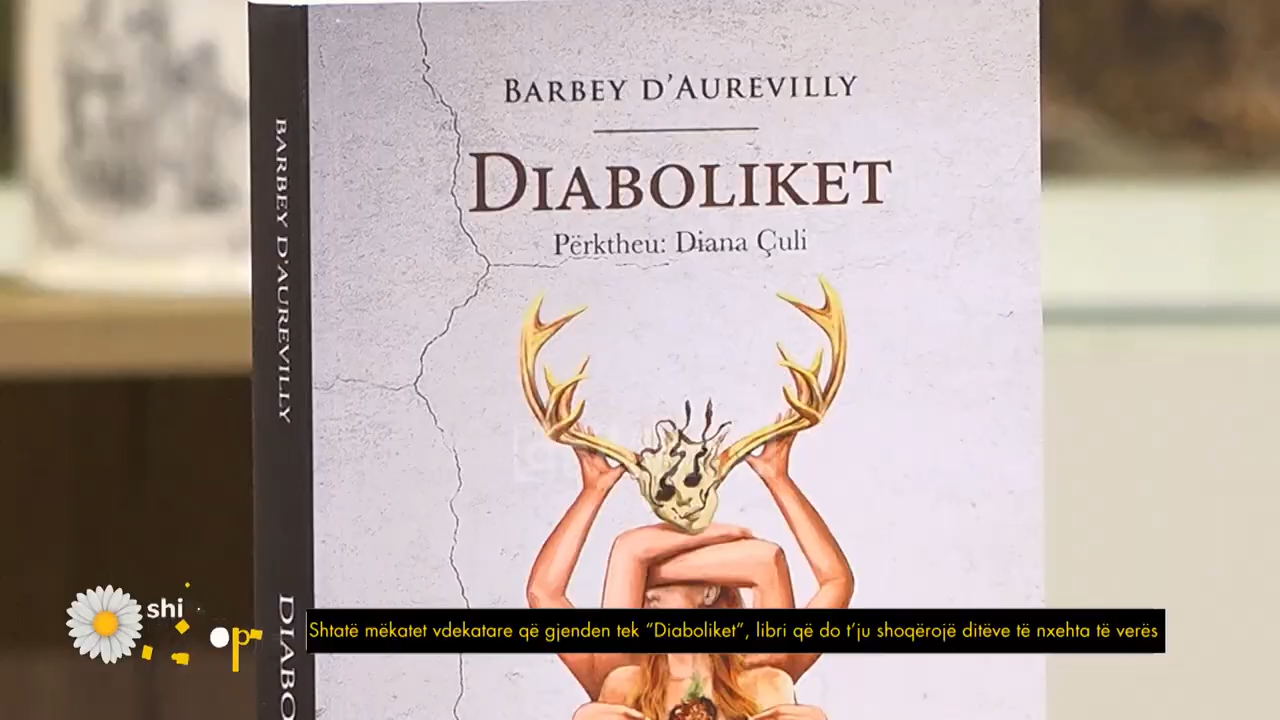 BARBEY D'AUREVILLY
DIABOLIKET
Përktheu: Diana Çuli
BARBEY D'AUREVILLY
DIABO
shi
Shtatë mëkatet vdekatare që gjenden tek “Diaboliket”, libri që do t’ju shoqërojë ditëve të nxehta të verës